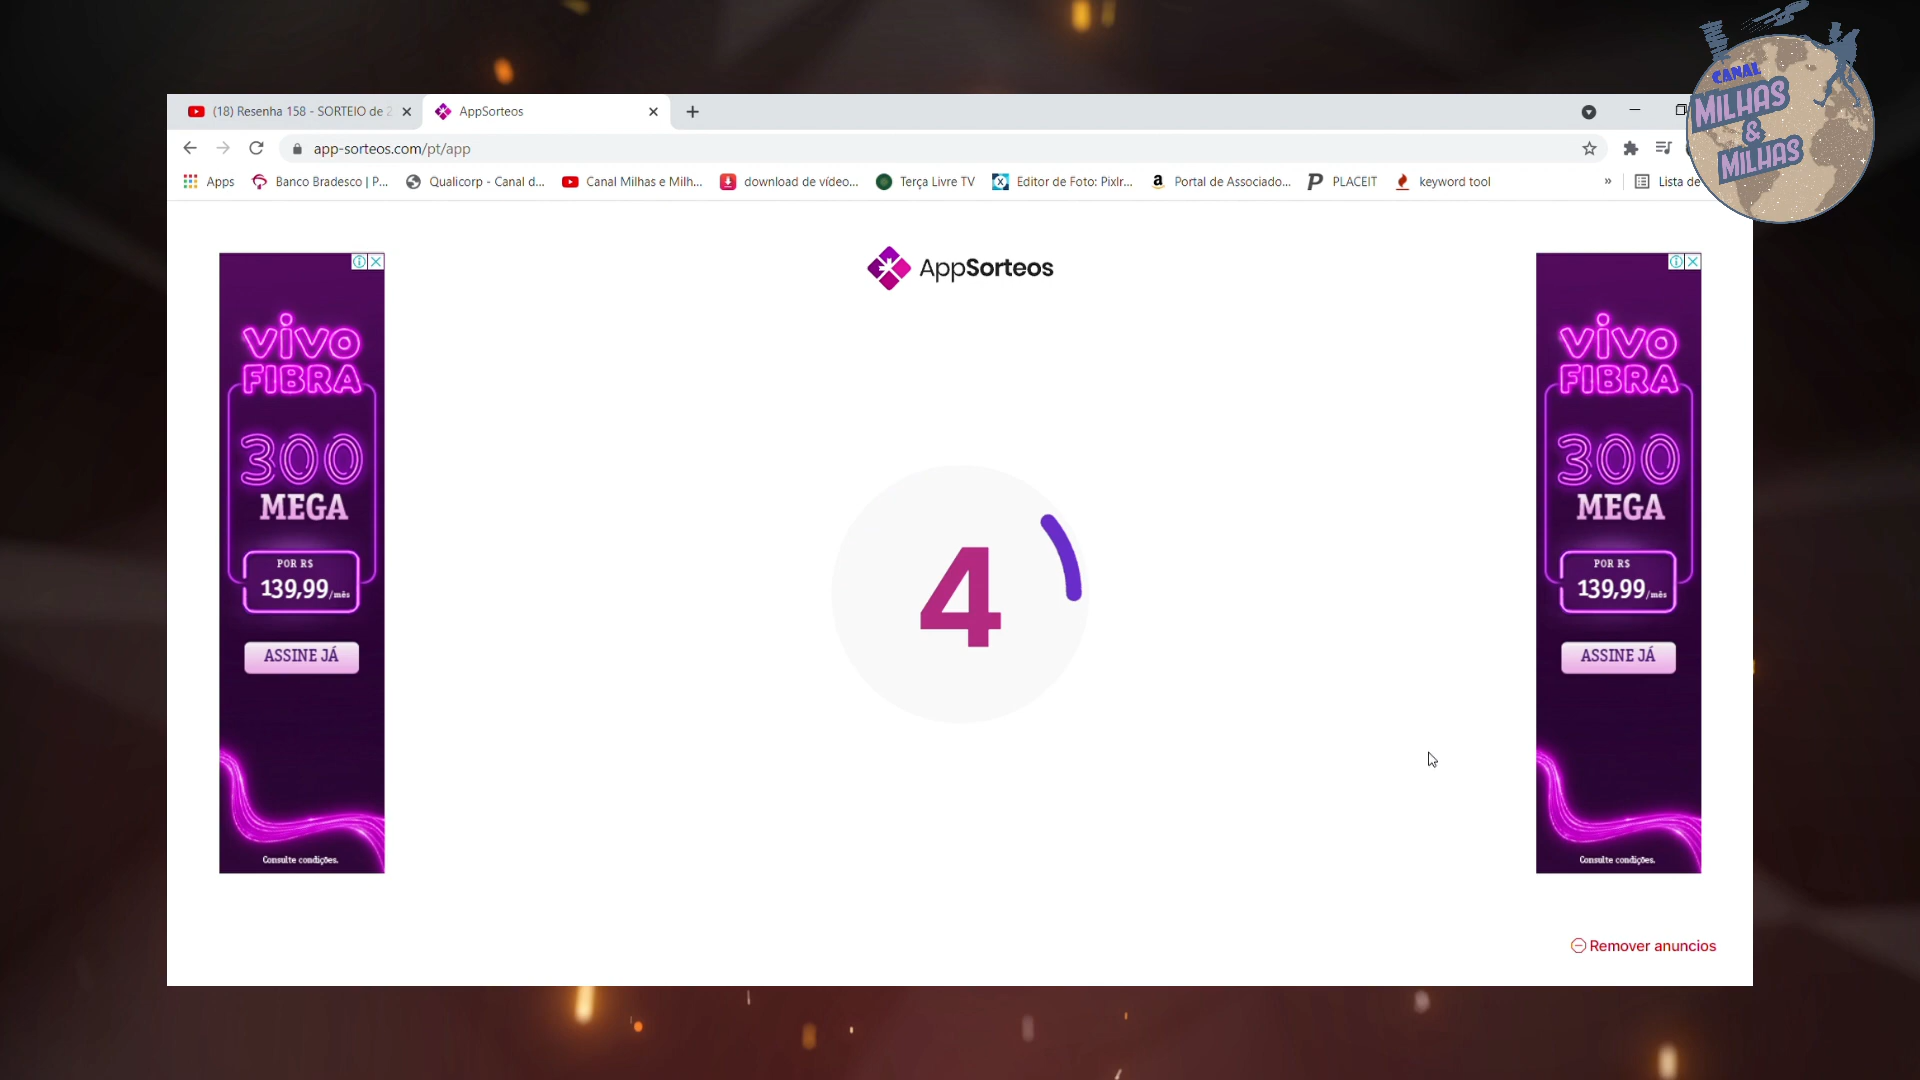 CANAL
MILHAS
&
MILHAS
(18) Resenha 158 - SORTEIO de 2
AppSorteos
app-sorteos.com/pt/app
Apps
Banco Bradesco | P...
Qualicorp - Canal d...
Canal Milhas e Milh...
download de vídeo...
Terça Livre TV
Editor de Foto: Pixlr...
Portal de Associado...
PLACEIT
keyword tool
»
Lista de
AppSorteos
vivo
FIBRA
300
MEGA
POR R$
139,99/mês
ASSINE JÁ
Consulte condições.
4
vivo
FIBRA
300
MEGA
POR R$
139,99/mês
ASSINE JÁ
Consulte condições.
Remover anuncios